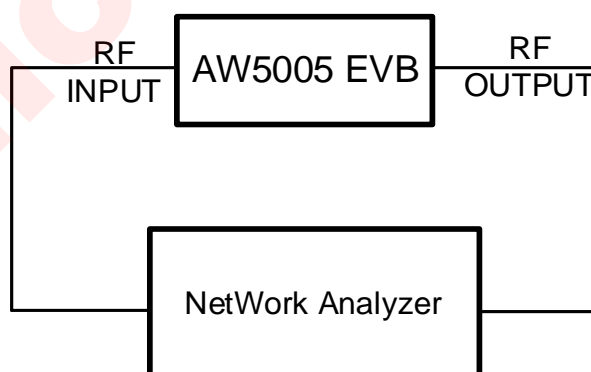 RF
INPUT
AW5005 EVB
RF
OUTPUT
NetWork Analyzer